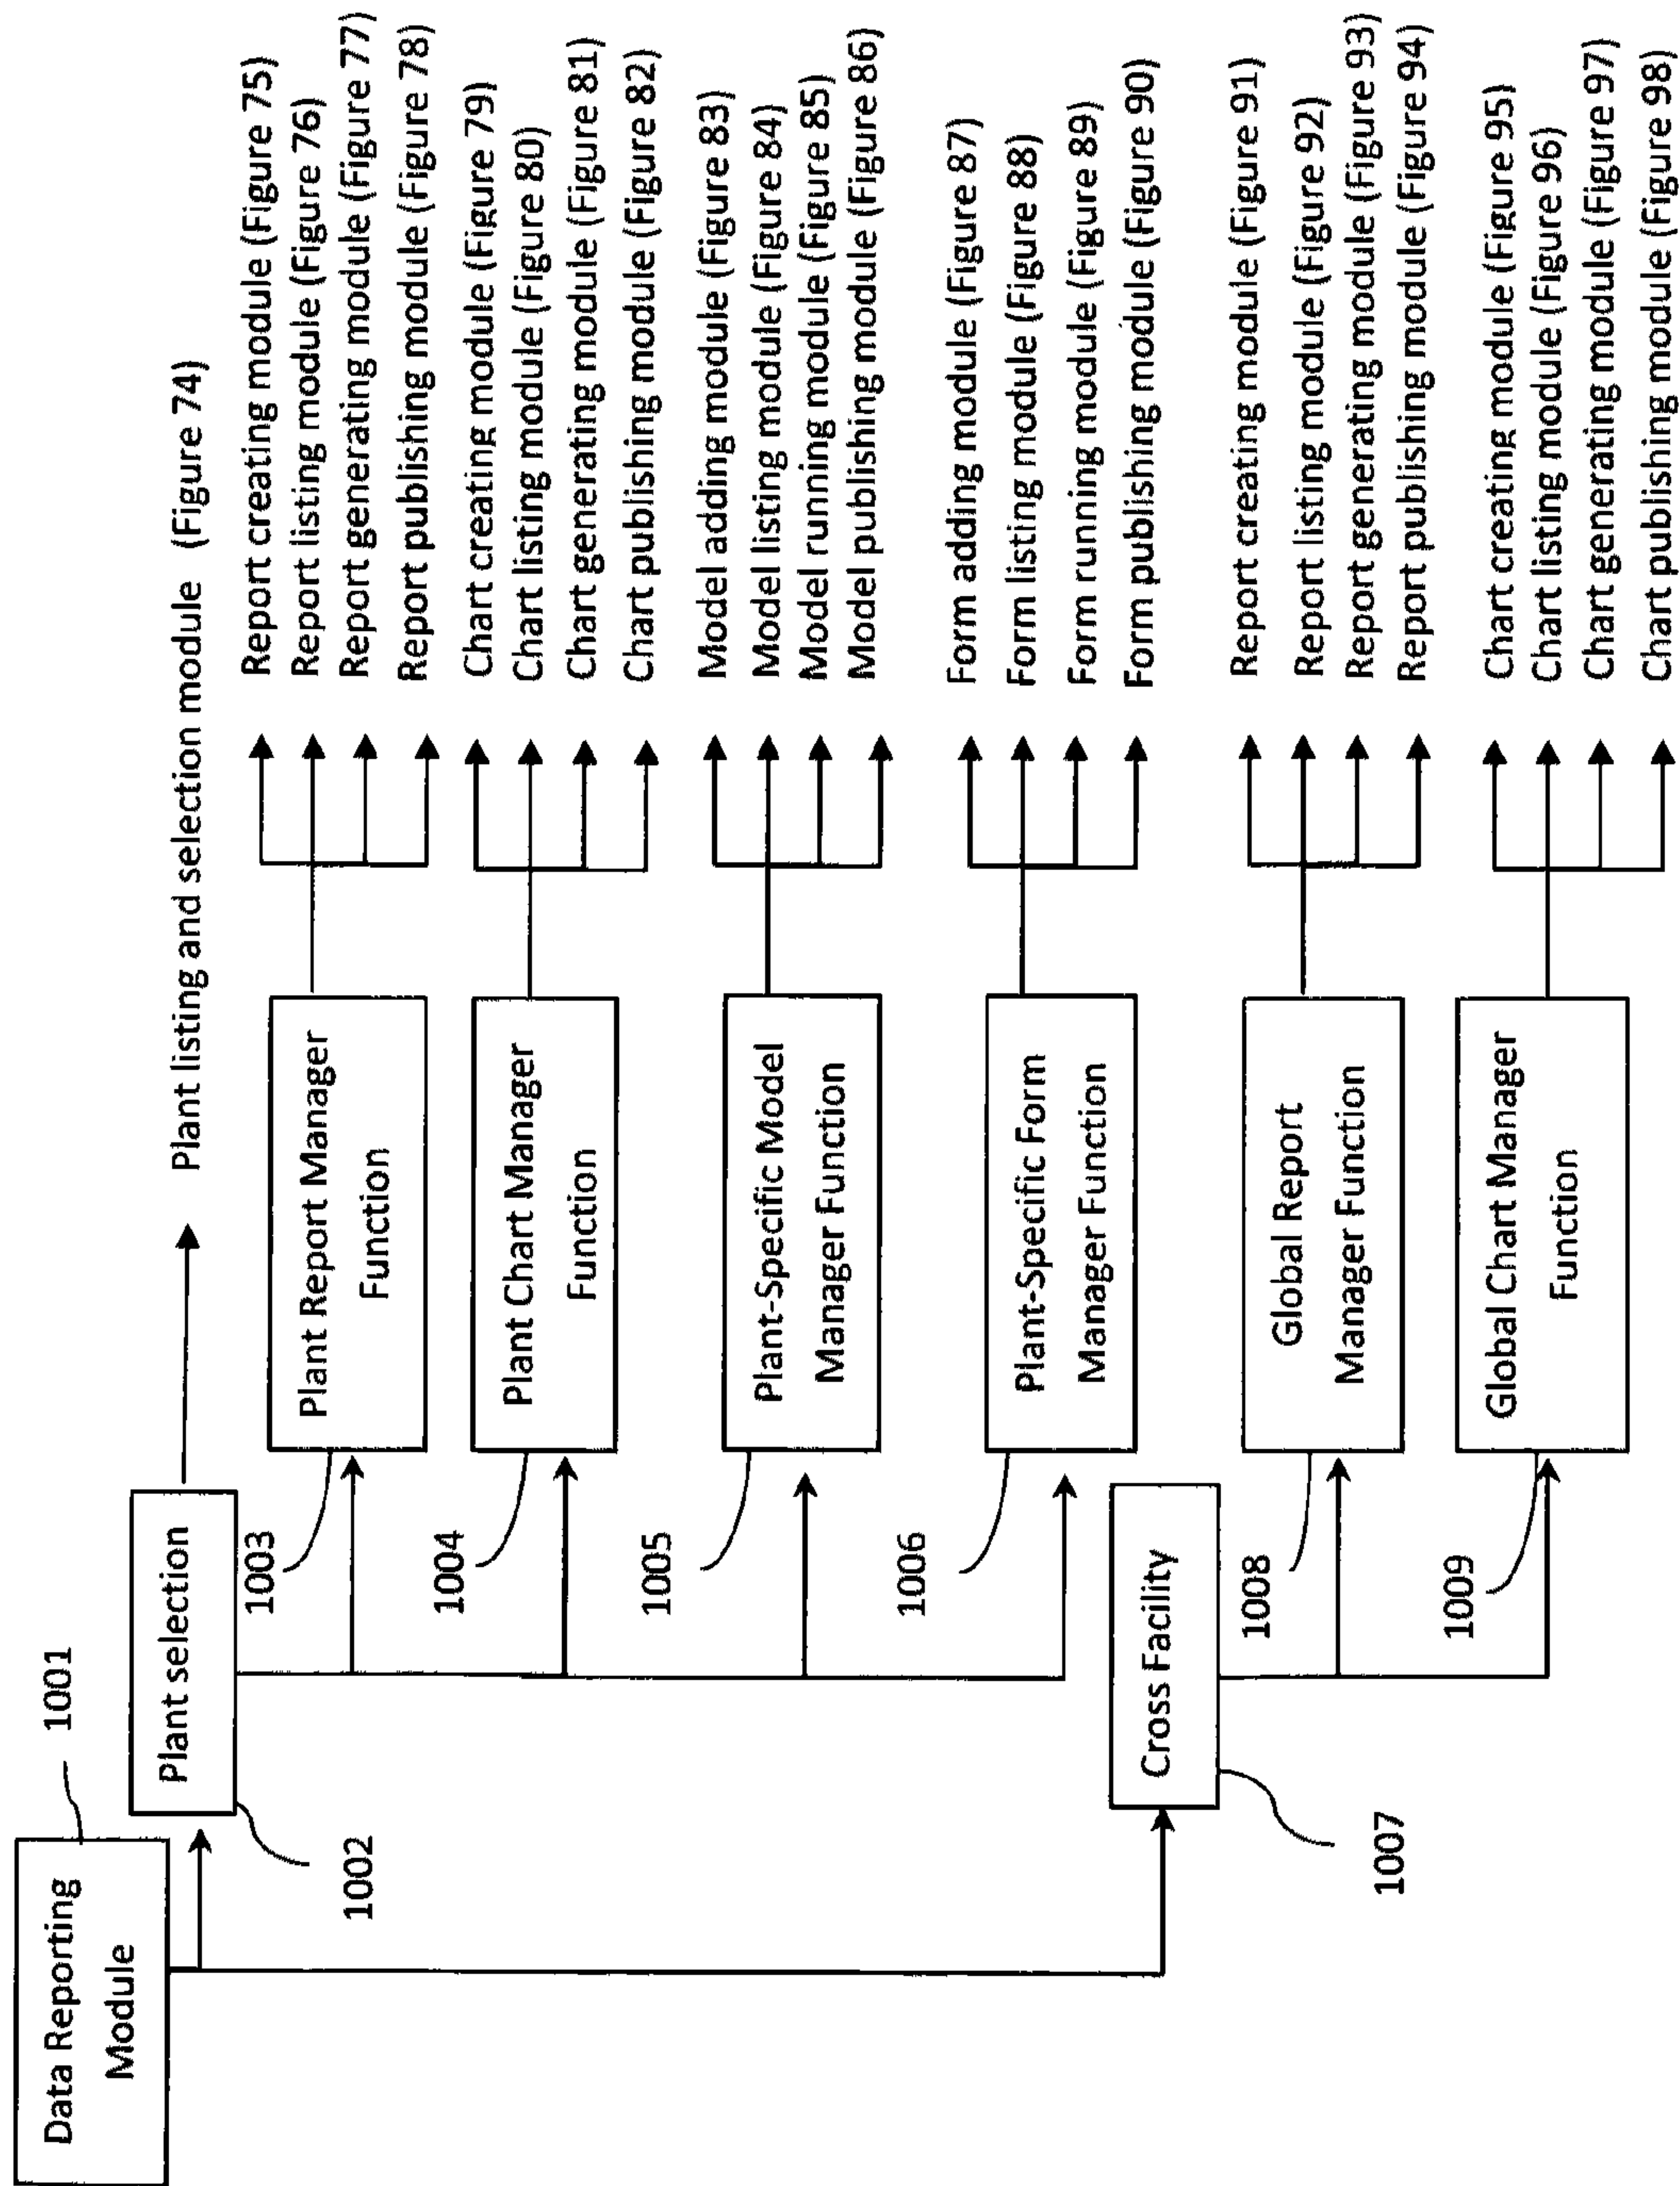 Data Reporting
Module
1001
Plant selection
1002
Plant listing and selection module (Figure 74)
1003
Plant Report Manager
Function
Report creating module (Figure 75)
Report listing module (Figure 76)
Report generating module (Figure 77)
Report publishing module (Figure 78)
1004
Plant Chart Manager
Function
Chart creating module (Figure 79)
Chart listing module (Figure 80)
Chart generating module (Figure 81)
Chart publishing module (Figure 82)
1005
Plant-Specific Model
Manager Function
Model adding module (Figure 83)
Model listing module (Figure 84)
Model running module (Figure 85)
Model publishing module (Figure 86)
1006
Plant-Specific Form
Manager Function
Form adding module (Figure 87)
Form listing module (Figure 88)
Form running module (Figure 89)
Form publishing module (Figure 90)
Cross Facility
1007
1008
Global Report
Manager Function
Report creating module (Figure 91)
Report listing module (Figure 92)
Report generating module (Figure 93)
Report publishing module (Figure 94)
1009
Global Chart Manager
Function
Chart creating module (Figure 95)
Chart listing module (Figure 96)
Chart generating module (Figure 97)
Chart publishing module (Figure 98)